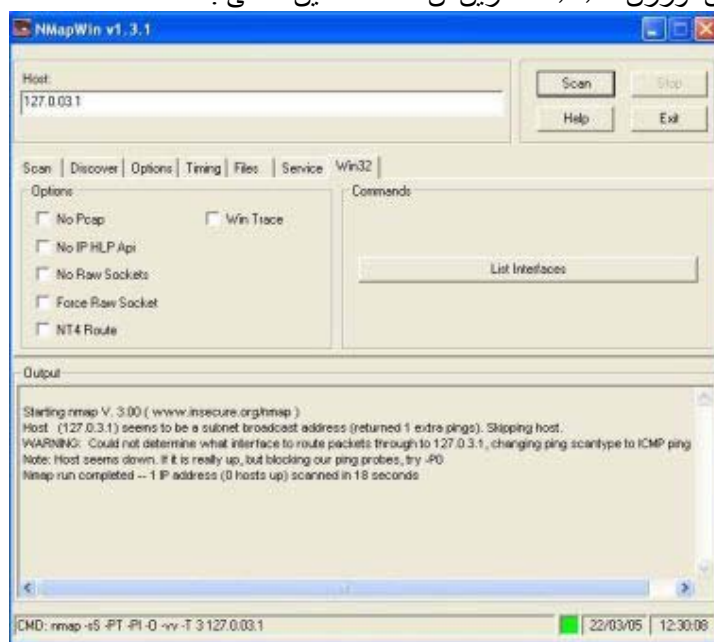 NMapWin v1.3.1
Host:
127.0.03.1
Scan Stop
Help Exit
Scan Discover Options Timing Files Service Win32
Options
Commands
No Pcap Win Trace
No IP HLP Api
No Raw Sockets
List Interfaces
Force Raw Socket
NT4 Route
Output
Starting nmap V. 3.00 ( www.insecure.org/nmap )
Host (127.0.3.1) seems to be a subnet broadcast address (returned 1 extra pings). Skipping host.
WARNING: Could not determine what interface to route packets through to 127.0.3.1, changing ping scantype to ICMP ping
Note: Host seems down. If it is really up, but blocking our ping probes, try -P0
Nmap run completed -- 1 IP address (0 hosts up) scanned in 18 seconds
CMD: nmap -sS -PT -PI -O -vv -T 3 127.0.03.1 22/03/05 12:30:08